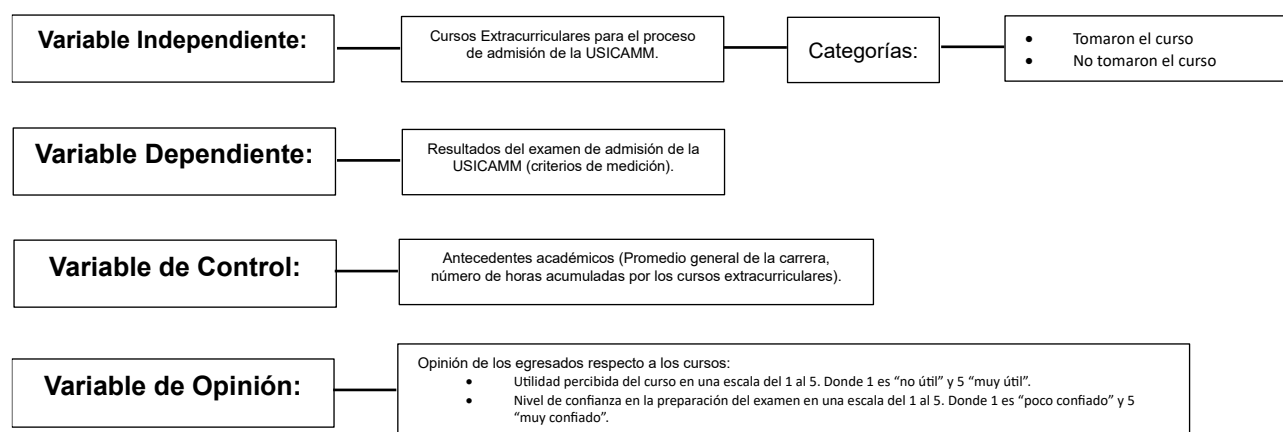 Variable Independiente:
Cursos Extracurriculares para el proceso
de admisión de la USICAMM.
Categorías:
• Tomaron el curso
• No tomaron el curso
Variable Dependiente:
Resultados del examen de admisión de la
USICAMM (criterios de medición).
Variable de Control:
Antecedentes académicos (Promedio general de la carrera,
número de horas acumuladas por los cursos extracurriculares).
Variable de Opinión:
Opinión de los egresados respecto a los cursos:
• Utilidad percibida del curso en una escala del 1 al 5. Donde 1 es “no útil” y 5 “muy útil”.
• Nivel de confianza en la preparación del examen en una escala del 1 al 5. Donde 1 es “poco confiado” y 5
“muy confiado”.